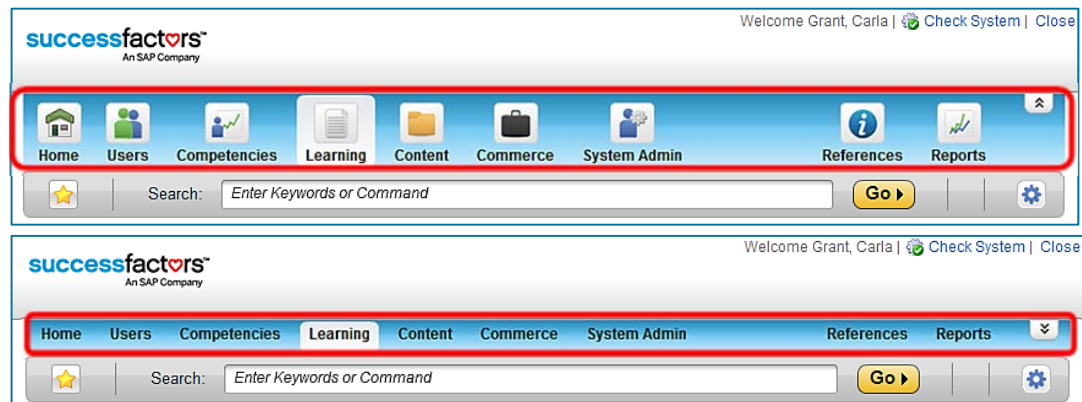 Welcome Grant, Carla | Check System | Close
successfactors™
An SAP Company
Home Users Competencies Learning Content Commerce System Admin References Reports
Search: Enter Keywords or Command Go
Welcome Grant, Carla | Check System | Close
successfactors™
An SAP Company
Home Users Competencies Learning Content Commerce System Admin References Reports
Search: Enter Keywords or Command Go